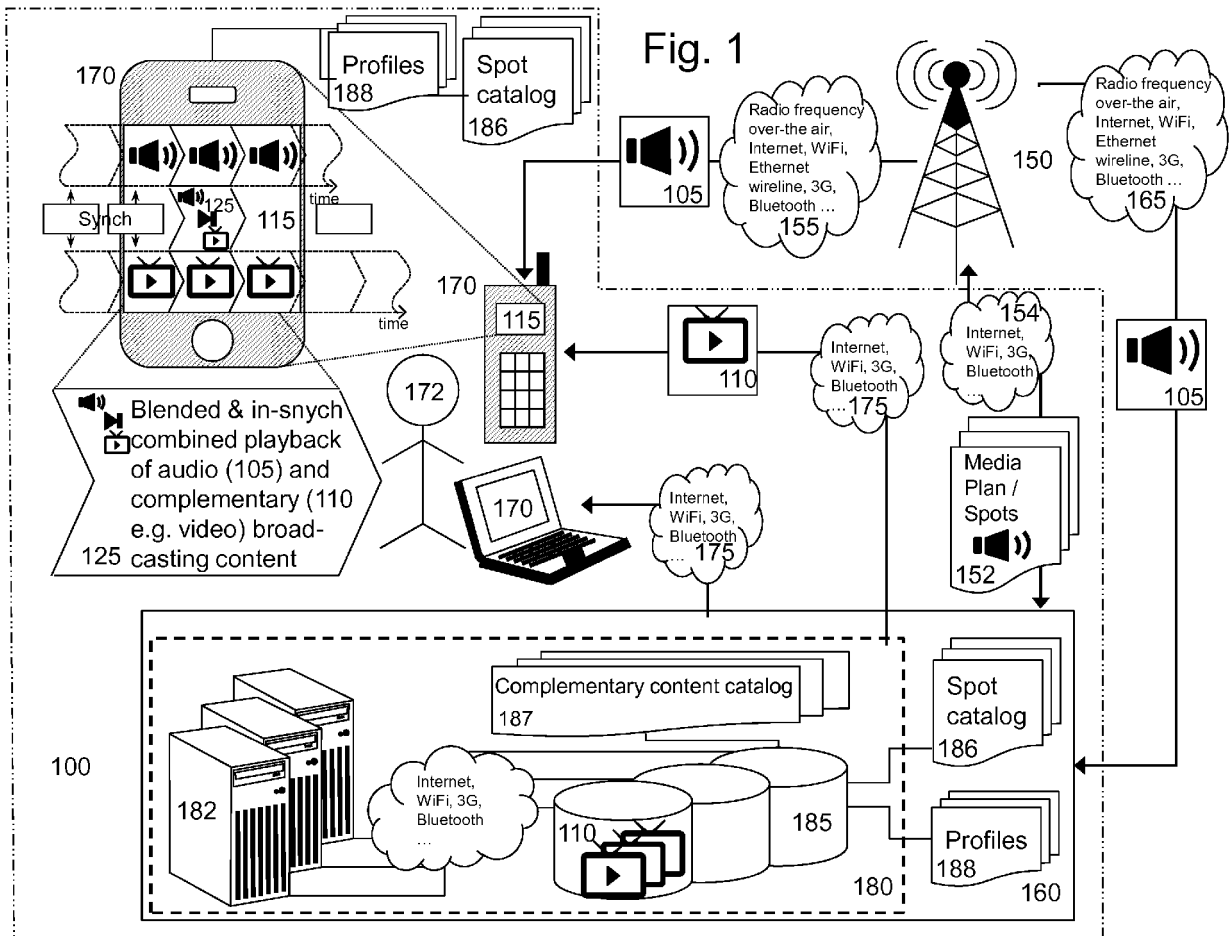 Fig. 1
170
Profiles
188
Spot
catalog
186
105
Radio frequency
over-the air,
Internet, WiFi,
Ethernet
wireline, 3G,
Bluetooth ...
155
150
Radio frequency
over-the air,
Internet, WiFi,
Ethernet
wireline, 3G,
Bluetooth ...
165
time
Synch
125
115
time
170
115
110
Internet,
WiFi, 3G,
Bluetooth
... 175
154
Internet,
WiFi, 3G,
Bluetooth
...
105
172
Blended & in-snych
combined playback
of audio (105) and
complementary (110
e.g. video) broad-
casting content
125
170
Internet,
WiFi, 3G,
Bluetooth
... 175
Media
Plan /
Spots
152
100
Complementary content catalog
187
Spot
catalog
186
182
Internet,
WiFi, 3G,
Bluetooth
...
110
185
180
Profiles
188
160